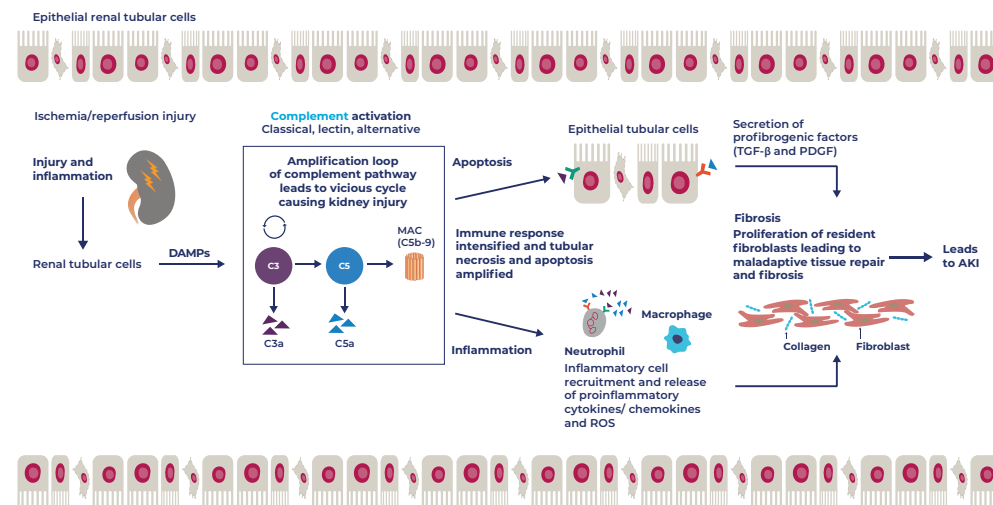 Epithelial renal tubular cells
Ischemia/reperfusion injury
Injury and
inflammation
Renal tubular cells
DAMPs
Complement activation
Classical, lectin, alternative
Amplification loop
of complement pathway
leads to vicious cycle
causing kidney injury
C3
C5
MAC
(C5b-9)
C3a
C5a
Apoptosis
Immune response
intensified and tubular
necrosis and apoptosis
amplified
Inflammation
Epithelial tubular cells
Neutrophil
Macrophage
Inflammatory cell
recruitment and release
of proinflammatory
cytokines/ chemokines
and ROS
Secretion of
profibrogenic factors
(TGF-β and PDGF)
Fibrosis
Proliferation of resident
fibroblasts leading to
maladaptive tissue repair
and fibrosis
Collagen
Fibroblast
Leads
to AKI